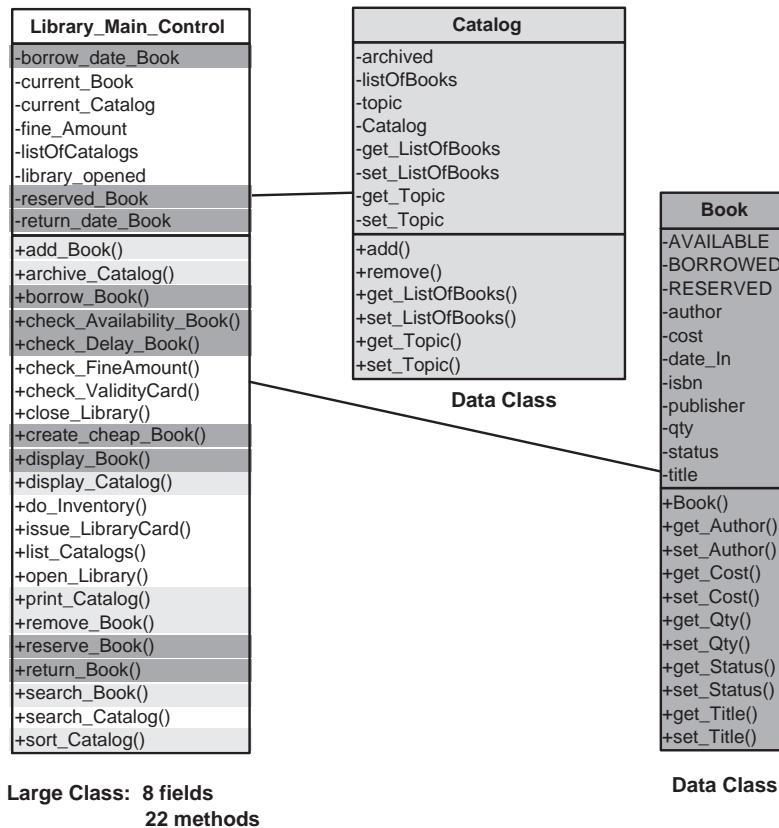 Library_Main_Control
-borrow_date_Book
-current_Book
-current_Catalog
-fine_Amount
-listOfCatalogs
-library_opened
-reserved_Book
-return_date_Book
+add_Book()
+archive_Catalog()
+borrow_Book()
+check_Availability_Book()
+check_Delay_Book()
+check_FineAmount()
+check_ValidityCard()
+close_Library()
+create_cheap_Book()
+display_Book()
+display_Catalog()
+do_Inventory()
+issue_LibraryCard()
+list_Catalogs()
+open_Library()
+print_Catalog()
+remove_Book()
+reserve_Book()
+return_Book()
+search_Book()
+search_Catalog()
+sort_Catalog()
Large Class: 8 fields
22 methods
Catalog
-archived
-listOfBooks
-topic
-Catalog
-get_ListOfBooks
-set_ListOfBooks
-get_Topic
-set_Topic
+add()
+remove()
+get_ListOfBooks()
+set_ListOfBooks()
+get_Topic()
+set_Topic()
Data Class
Book
-AVAILABLE
-BORROWED
-RESERVED
-author
-cost
-date_In
-isbn
-publisher
-qty
-status
-title
+Book()
+get_Author()
+set_Author()
+get_Cost()
+set_Cost()
+get_Qty()
+set_Qty()
+get_Status()
+set_Status()
+get_Title()
+set_Title()
Data Class